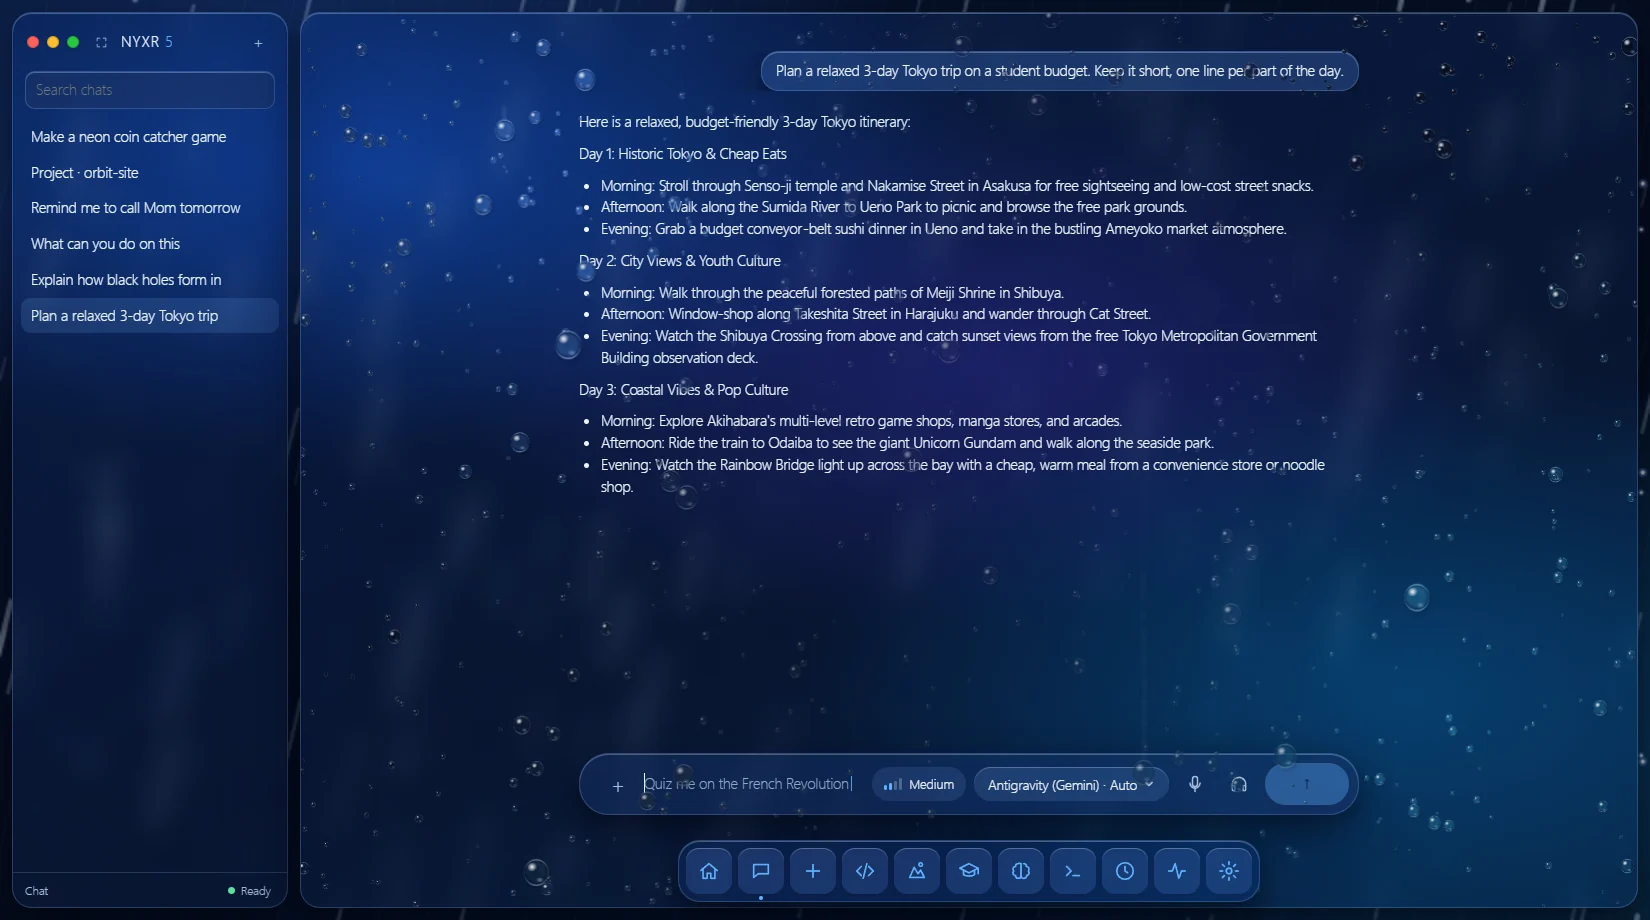 NYXR 5
Search chats
Make a neon coin catcher game
Project · orbit-site
Remind me to call Mom tomorrow
What can you do on this
Explain how black holes form in
Plan a relaxed 3-day Tokyo trip
Chat
Ready
Plan a relaxed 3-day Tokyo trip on a student budget. Keep it short, one line per part of the day.
Here is a relaxed, budget-friendly 3-day Tokyo itinerary:
Day 1: Historic Tokyo & Cheap Eats
• Morning: Stroll through Senso-ji temple and Nakamise Street in Asakusa for free sightseeing and low-cost street snacks.
• Afternoon: Walk along the Sumida River to Ueno Park to picnic and browse the free park grounds.
• Evening: Grab a budget conveyor-belt sushi dinner in Ueno and take in the bustling Ameyoko market atmosphere.
Day 2: City Views & Youth Culture
• Morning: Walk through the peaceful forested paths of Meiji Shrine in Shibuya.
• Afternoon: Window-shop along Takeshita Street in Harajuku and wander through Cat Street.
• Evening: Watch the Shibuya Crossing from above and catch sunset views from the free Tokyo Metropolitan Government
Building observation deck.
Day 3: Coastal Vibes & Pop Culture
• Morning: Explore Akihabara's multi-level retro game shops, manga stores, and arcades.
• Afternoon: Ride the train to Odaiba to see the giant Unicorn Gundam and walk along the seaside park.
• Evening: Watch the Rainbow Bridge light up across the bay with a cheap, warm meal from a convenience store or noodle
shop.
Quiz me on the French Revolution
Medium
Antigravity (Gemini) · Auto